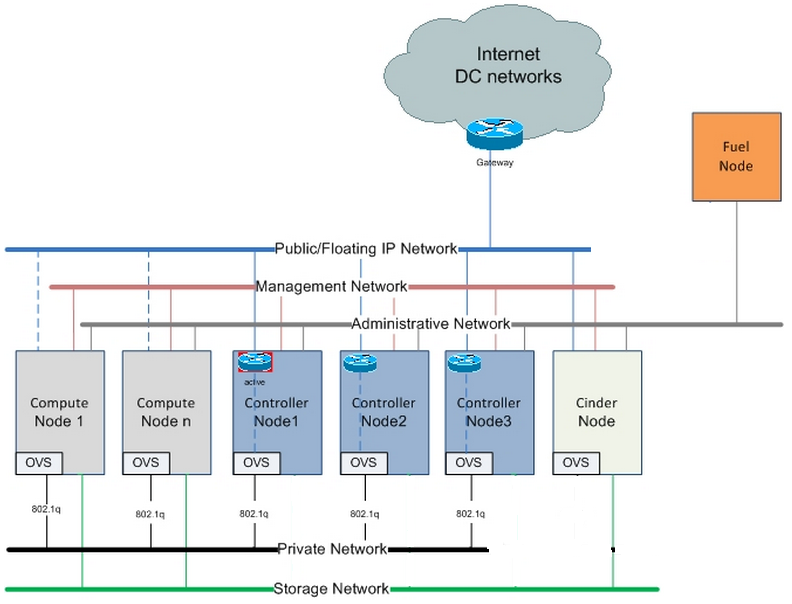 Internet
DC networks
Gateway
Fuel
Node
Public/Floating IP Network
Management Network
Administrative Network
active
Compute
Node 1
Compute
Node n
Controller
Node1
Controller
Node2
Controller
Node3
Cinder
Node
OVS
OVS
OVS
OVS
OVS
OVS
802.1q
802.1q
802.1q
802.1q
802.1q
Private Network
Storage Network